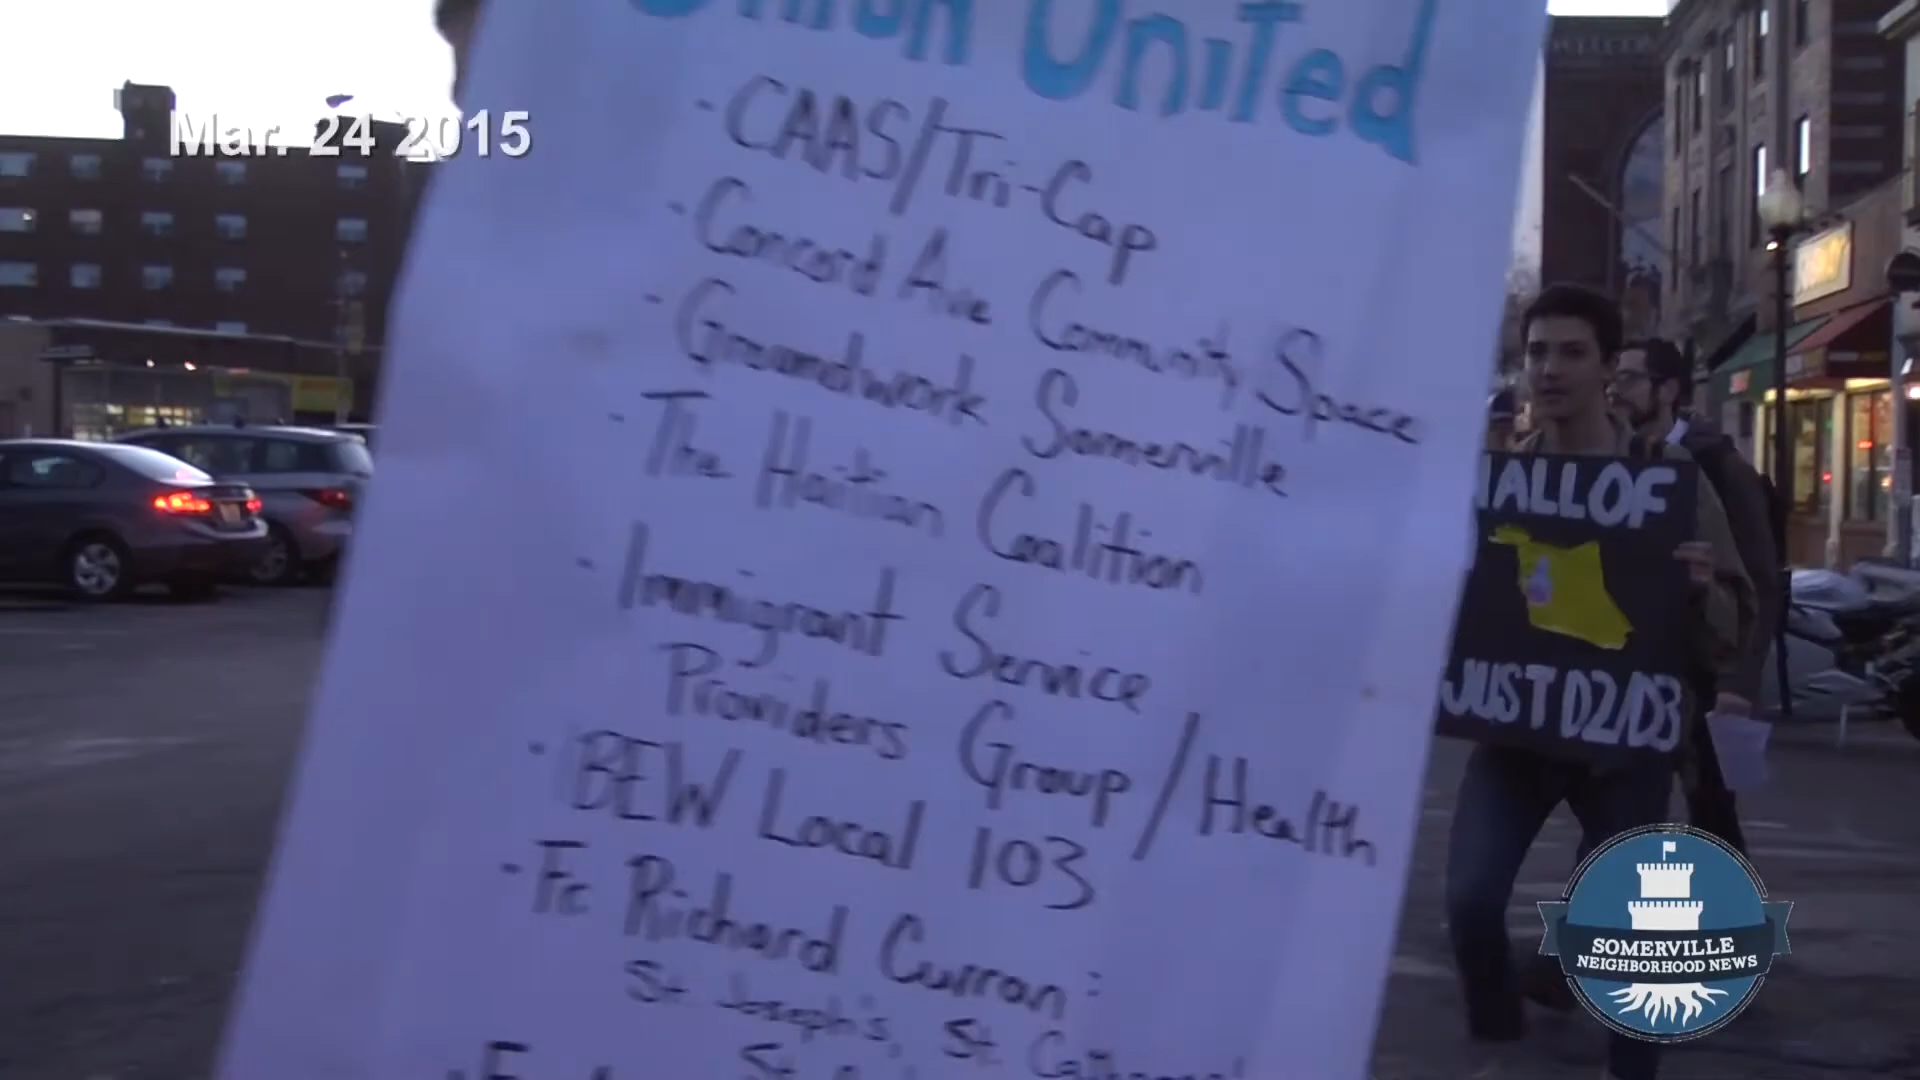 Mar. 24 2015
Union United
- CAAS/Tri-Cap
- Concord Ave Community Space
- Groundwork Somerville
- The Haitian Coalition
- Immigrant Service
Providers Group/Health
- IBEW Local 103
- Fr Richard Curran:
St Joseph's, St
St
ALL OF
JUST D2/D3
SOMERVILLE
NEIGHBORHOOD NEWS